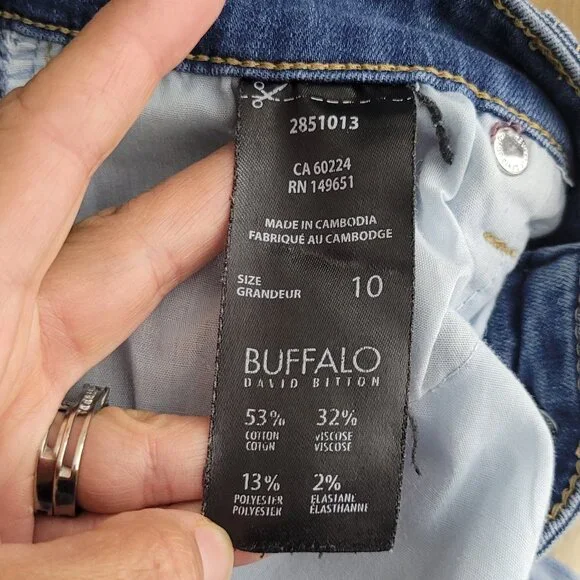 2851013
CA 60224
RN 149651
MADE IN CAMBODIA
FABRIQUÉ AU CAMBODGE
SIZE
GRANDEUR
10
BUFFALO
DAVID BITTON
53% 32%
COTTON VISCOSE
COTON VISCOSE
13% 2%
POLYESTER ELASTANE
POLYESTER ÉLASTHANNE